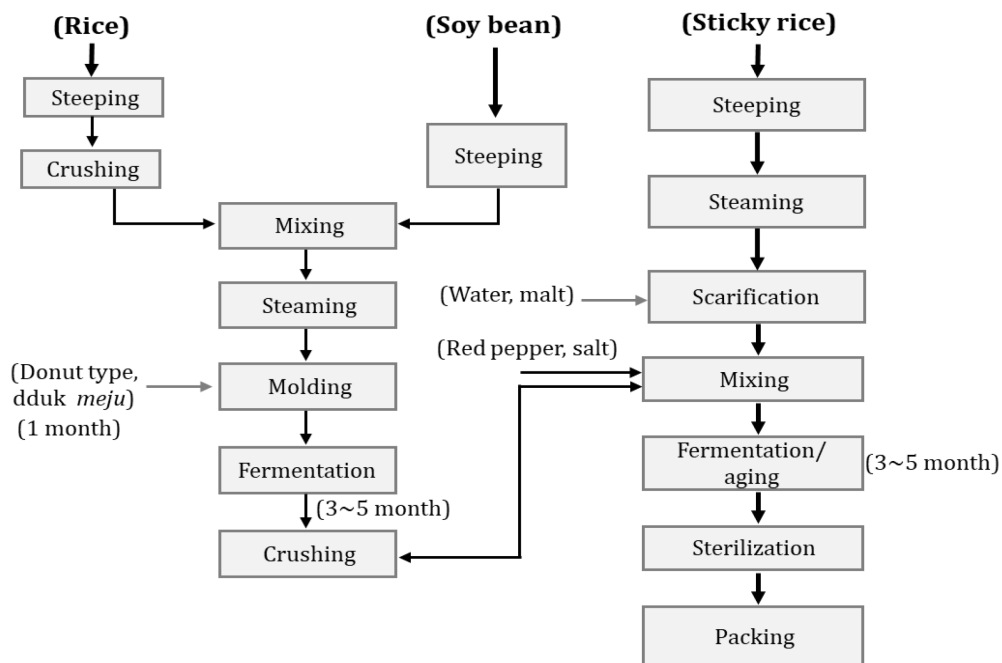 (Rice)
Steeping
Crushing
(Soy bean)
Steeping
Mixing
Steaming
(Donut type,
dduk meju)
(1 month)
Molding
Fermentation
(3~5 month)
Crushing
(Sticky rice)
Steeping
Steaming
(Water, malt)
Scarification
(Red pepper, salt)
Mixing
Fermentation/
aging
(3~5 month)
Sterilization
Packing